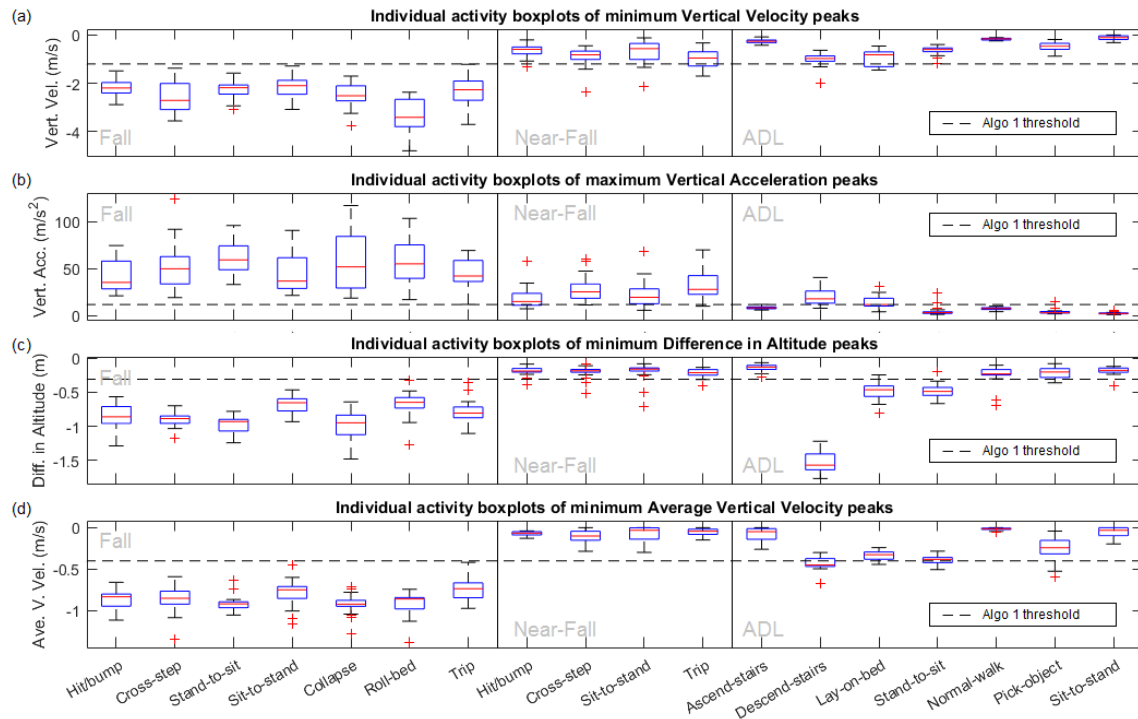 (a)
Individual activity boxplots of minimum Vertical Velocity peaks
Vert. Vel. (m/s)
0
-2
-4
Fall
Near-Fall
ADL
Algo 1 threshold
(b)
Individual activity boxplots of maximum Vertical Acceleration peaks
Vert. Acc. (m/s²)
100
50
0
Fall
Near-Fall
ADL
Algo 1 threshold
(c)
Individual activity boxplots of minimum Difference in Altitude peaks
Diff. in Altitude (m)
0
-0.5
-1
-1.5
Fall
Near-Fall
ADL
Algo 1 threshold
(d)
Individual activity boxplots of minimum Average Vertical Velocity peaks
Ave. V. Vel. (m/s)
0
-0.5
-1
Fall
Near-Fall
ADL
Algo 1 threshold
Hit/bump
Cross-step
Stand-to-sit
Sit-to-stand
Collapse
Roll-bed
Trip
Hit/bump
Cross-step
Sit-to-stand
Trip
Ascend-stairs
Descend-stairs
Lay-on-bed
Stand-to-sit
Normal-walk
Pick-object
Sit-to-stand